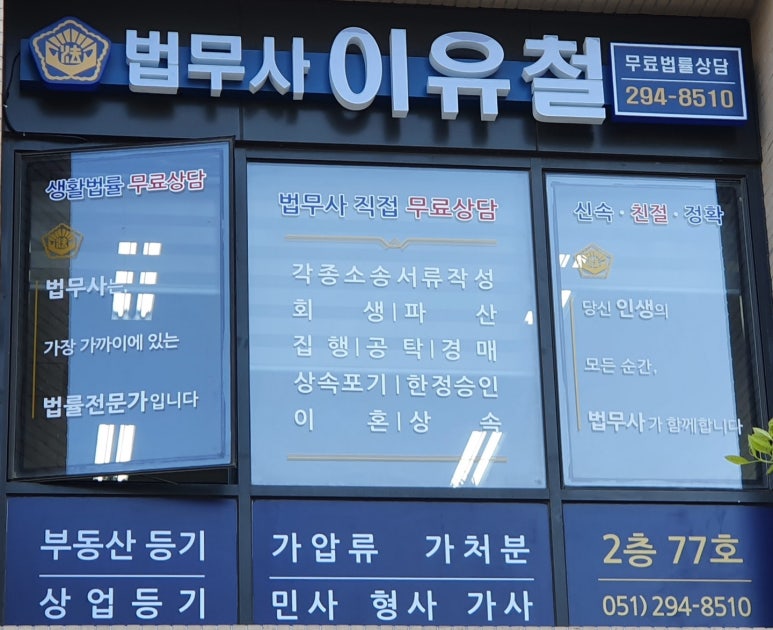 법무사 이유철
무료법률상담
294-8510
생활법률 무료상담
법무사는,
가장 가까이에 있는
법률전문가입니다
법무사 직접 무료상담
각종소송서류작성
회생|파산
집행|공탁|경매
상속포기|한정승인
이혼|상속
신속·친절·정확
당신 인생의
모든 순간,
법무사가 함께합니다
부동산 등기
상업등기
가압류 가처분
민사 형사 가사
2층 77호
051) 294-8510